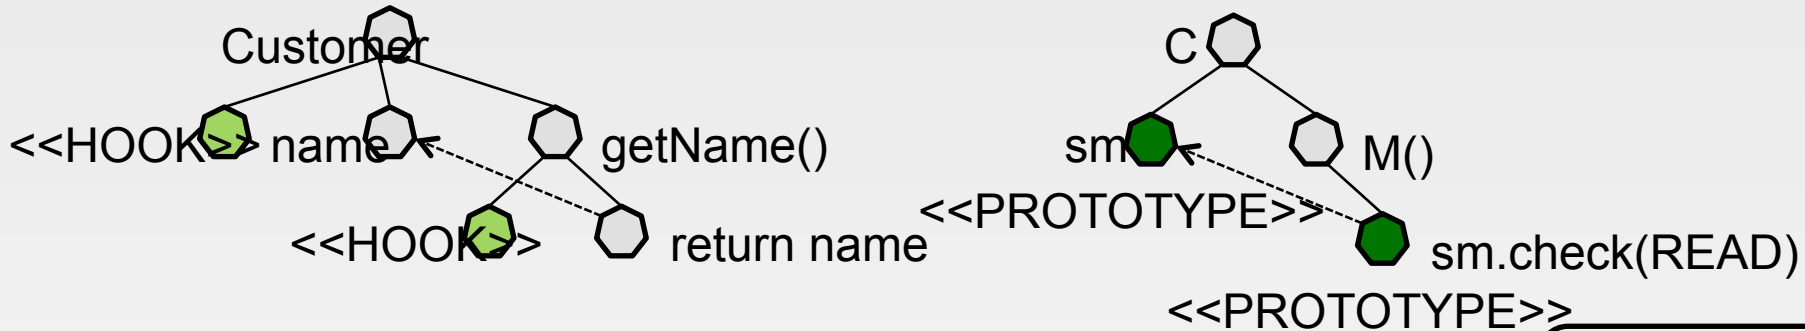 Customer
<<HOOK>> name
getName()
<<HOOK>>
return name
C
sm
M()
<<PROTOTYPE>>
sm.check(READ)
<<PROTOTYPE>>